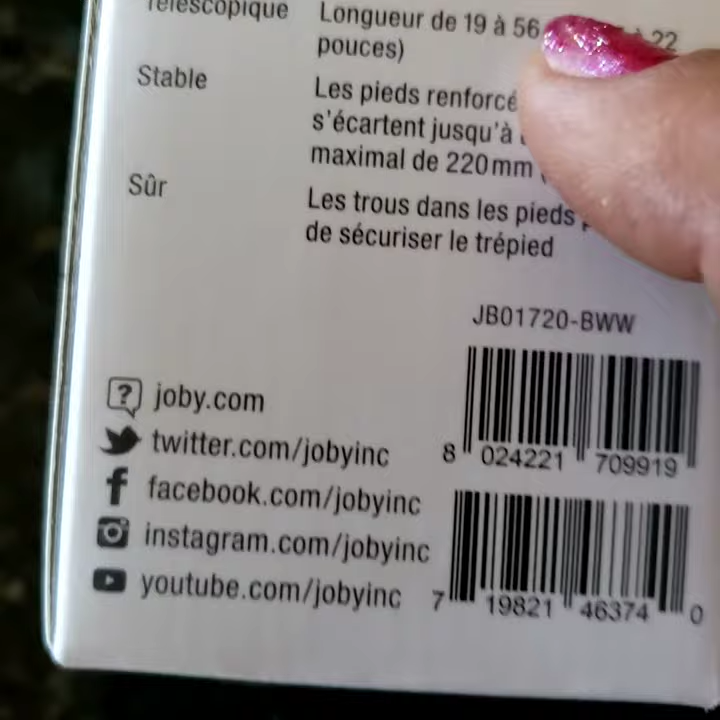 Télescopique
Longueur de 19 à 56
à 22
pouces)
Stable
Les pieds renforcé
s'écartent jusqu'à
maximal de 220mm
Sûr
Les trous dans les pieds
de sécuriser le trépied
JB01720-BWW
8 024221 709919
joby.com
twitter.com/jobyinc
facebook.com/jobyinc
instagram.com/jobyinc
youtube.com/jobyinc
7 19821 46374 0